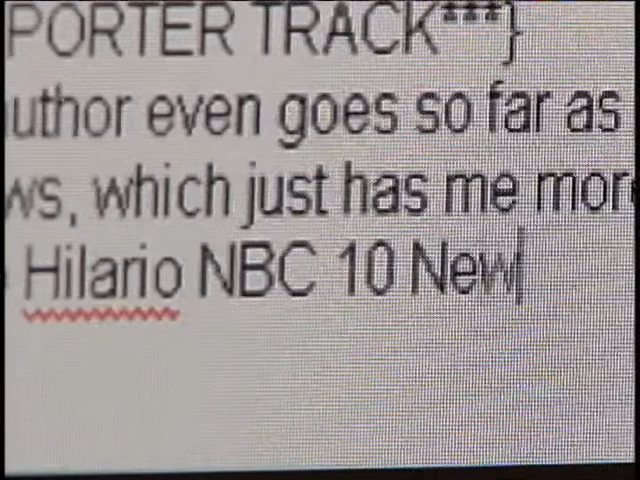 PORTER TRACK***}
uthor even goes so far as
ws, which just has me mor
Hilario NBC 10 New